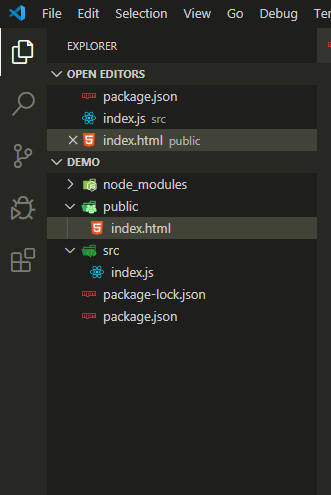 File Edit Selection View Go Debug
EXPLORER
OPEN EDITORS
package.json
index.js src
index.html public
DEMO
node_modules
public
index.html
src
index.js
package-lock.json
package.json